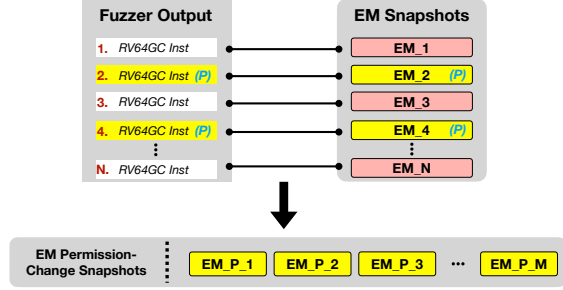 Fuzzer Output
EM Snapshots
1. RV64GC Inst
EM_1
2. RV64GC Inst (P)
EM_2 (P)
3. RV64GC Inst
EM_3
4. RV64GC Inst (P)
EM_4 (P)
N. RV64GC Inst
EM_N
EM Permission-
Change Snapshots
EM_P_1 EM_P_2 EM_P_3 ... EM_P_M